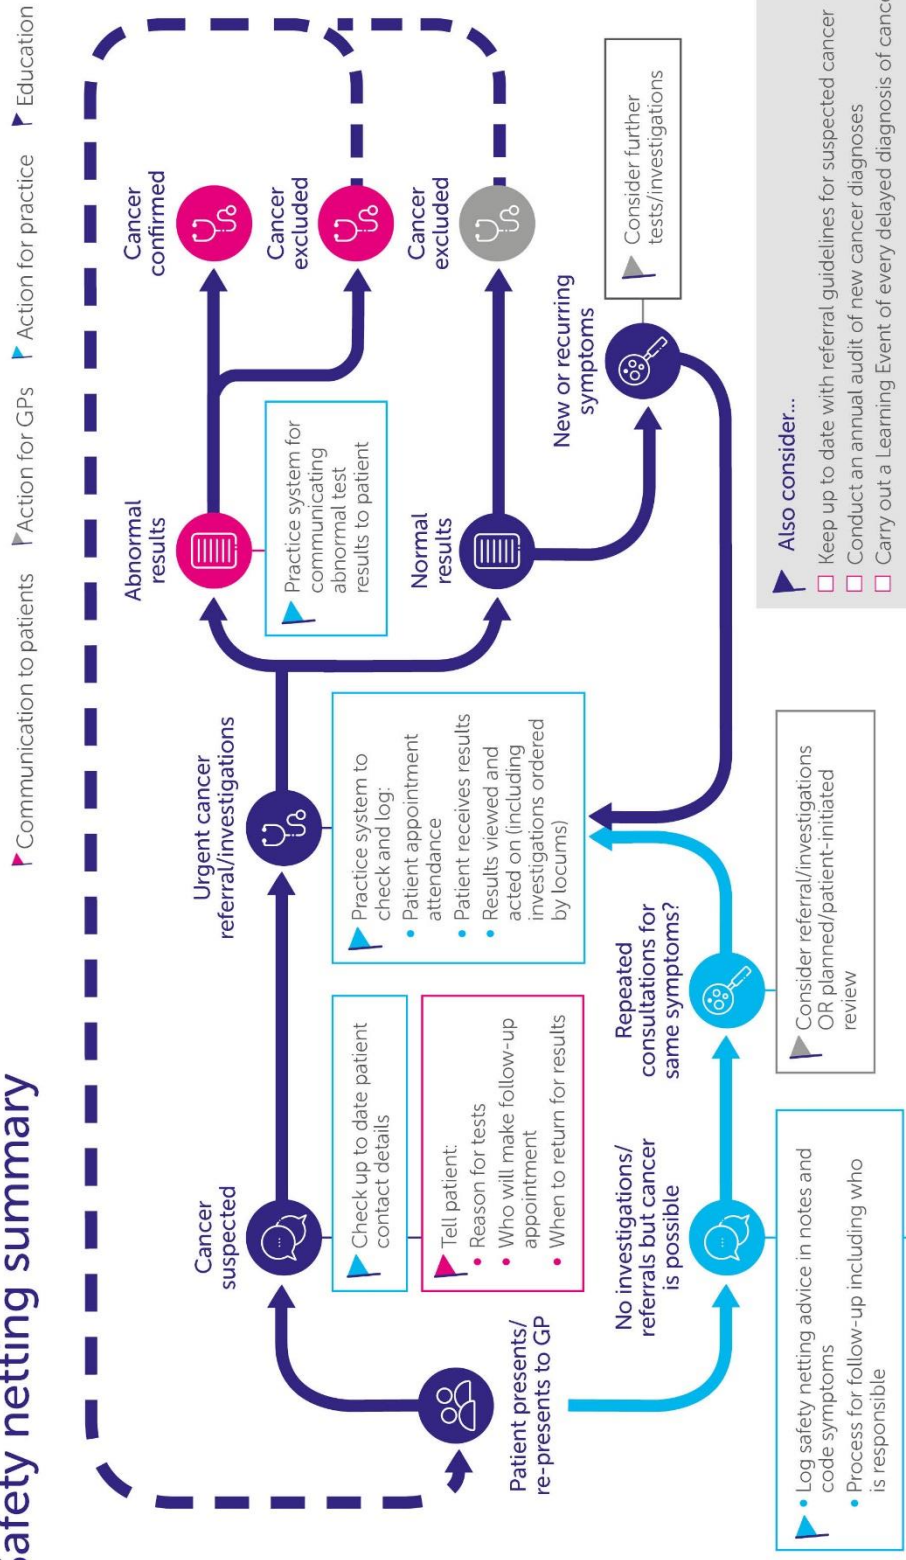 Safety netting summary
Communication to patients
Action for GPs
Action for practice
Education
Patient presents/
re-presents to GP
Cancer
suspected
Check up to date patient
contact details
Tell patient:
• Reason for tests
• Who will make follow-up
appointment
• When to return for results
Urgent cancer
referral/investigations
Practice system to
check and log:
• Patient appointment
attendance
• Patient receives results
• Results viewed and
acted on (including
investigations ordered
by locums)
Abnormal
results
Practice system for
communicating
abnormal test
results to patient
Cancer
confirmed
Cancer
excluded
Normal
results
Cancer
excluded
New or recurring
symptoms
Consider further
tests/investigations
No investigations/
referrals but cancer
is possible
• Log safety netting advice in notes and
code symptoms
• Process for follow-up including who
is responsible
Repeated
consultations for
same symptoms?
Consider referral/investigations
OR planned/patient-initiated
review
Also consider...
Keep up to date with referral guidelines for suspected cancer
Conduct an annual audit of new cancer diagnoses
Carry out a Learning Event of every delayed diagnosis of cance